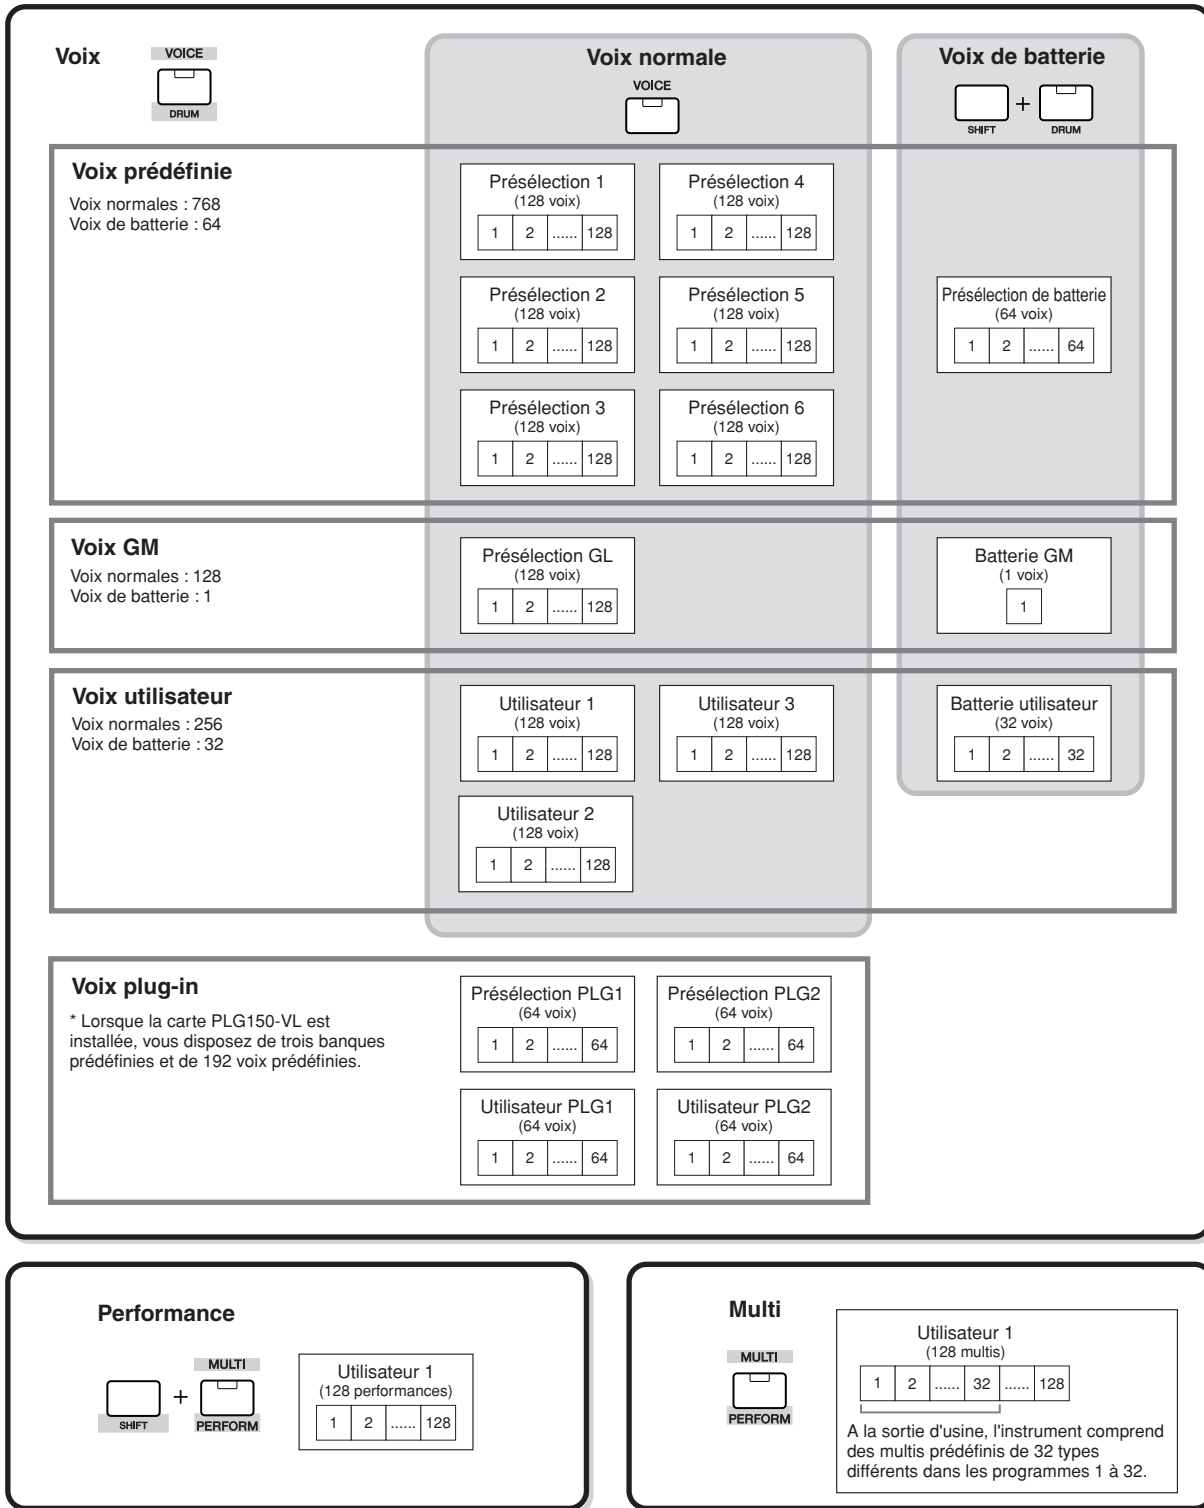 Voix
VOICE
DRUM
Voix normale
VOICE
Voix de batterie
+
SHIFT
DRUM
Voix prédéfinie
Voix normales : 768
Voix de batterie : 64
Présélection 1
(128 voix)
1 2 ...... 128
Présélection 4
(128 voix)
1 2 ...... 128
Présélection 2
(128 voix)
1 2 ...... 128
Présélection 5
(128 voix)
1 2 ...... 128
Présélection de batterie
(64 voix)
1 2 ...... 64
Présélection 3
(128 voix)
1 2 ...... 128
Présélection 6
(128 voix)
1 2 ...... 128
Voix GM
Voix normales : 128
Voix de batterie : 1
Présélection GL
(128 voix)
1 2 ...... 128
Batterie GM
(1 voix)
1
Voix utilisateur
Voix normales : 256
Voix de batterie : 32
Utilisateur 1
(128 voix)
1 2 ...... 128
Utilisateur 3
(128 voix)
1 2 ...... 128
Batterie utilisateur
(32 voix)
1 2 ...... 32
Utilisateur 2
(128 voix)
1 2 ...... 128
Voix plug-in
* Lorsque la carte PLG150-VL est
installée, vous disposez de trois banques
prédéfinies et de 192 voix prédéfinies.
Présélection PLG1
(64 voix)
1 2 ...... 64
Présélection PLG2
(64 voix)
1 2 ...... 64
Utilisateur PLG1
(64 voix)
1 2 ...... 64
Utilisateur PLG2
(64 voix)
1 2 ...... 64
Performance
SHIFT
+
MULTI
PERFORM
Utilisateur 1
(128 performances)
1 2 ...... 128
Multi
MULTI
PERFORM
Utilisateur 1
(128 multis)
1 2 ...... 32 ...... 128
A la sortie d'usine, l'instrument comprend
des multis prédéfinis de 32 types
différents dans les programmes 1 à 32.